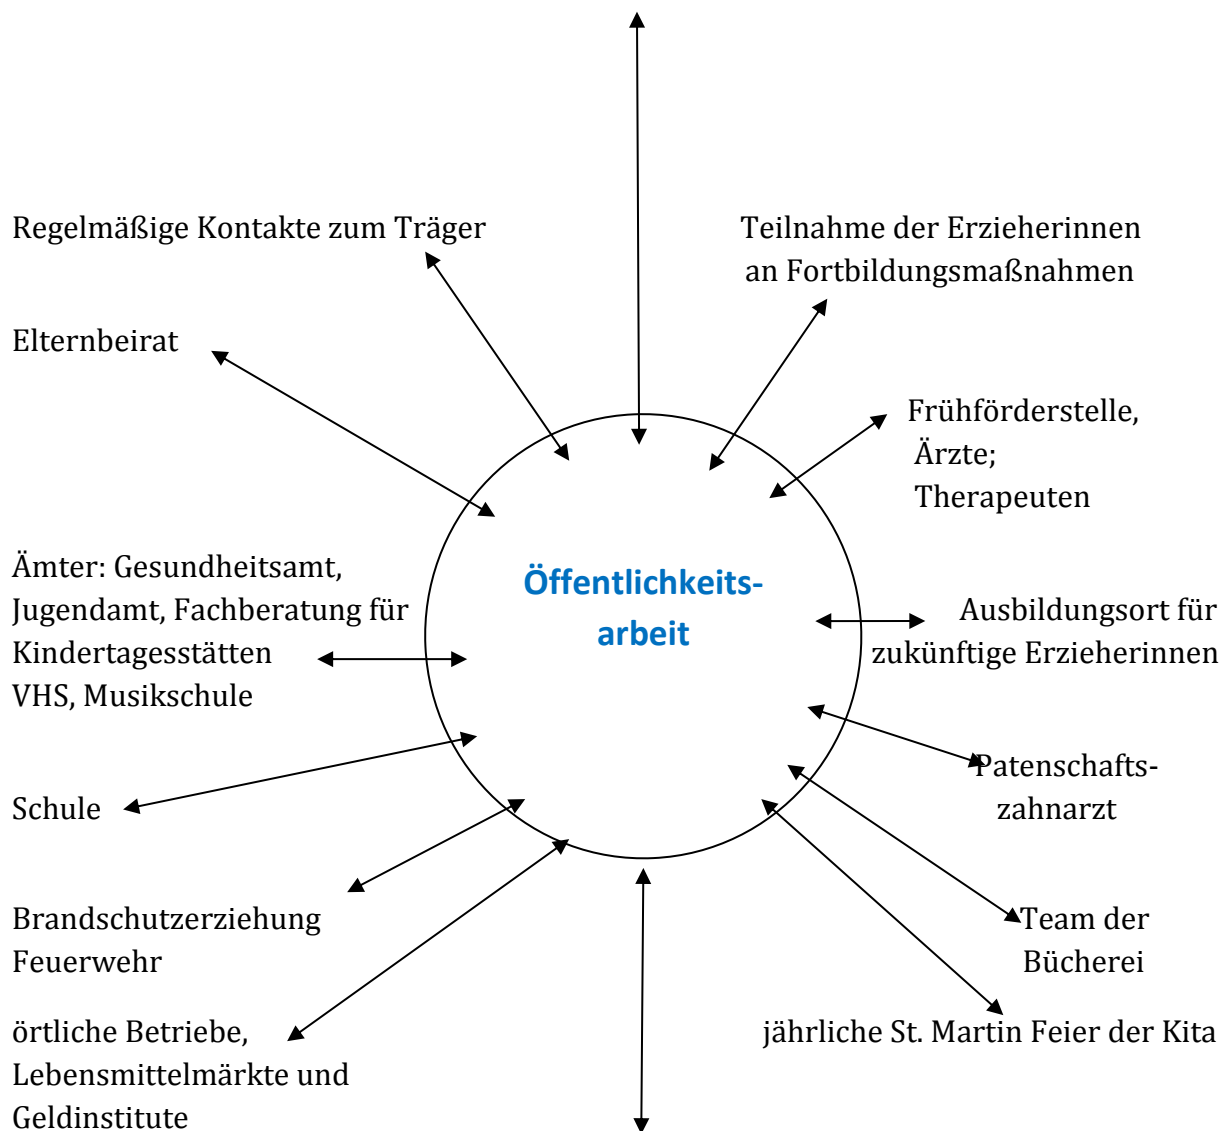 Regelmäßige Kontakte zum Träger
Teilnahme der Erzieherinnen
an Fortbildungsmaßnahmen
Elternbeirat
Frühförderstelle,
Ärzte;
Therapeuten
Ämter: Gesundheitsamt,
Jugendamt, Fachberatung für
Kindertagesstätten
VHS, Musikschule
Öffentlichkeits-
arbeit
Ausbildungsort für
zukünftige Erzieherinnen
Patenschafts-
zahnarzt
Schule
Brandschutzerziehung
Feuerwehr
Team der
Bücherei
örtliche Betriebe,
Lebensmittelmärkte und
Geldinstitute
jährliche St. Martin Feier der Kita